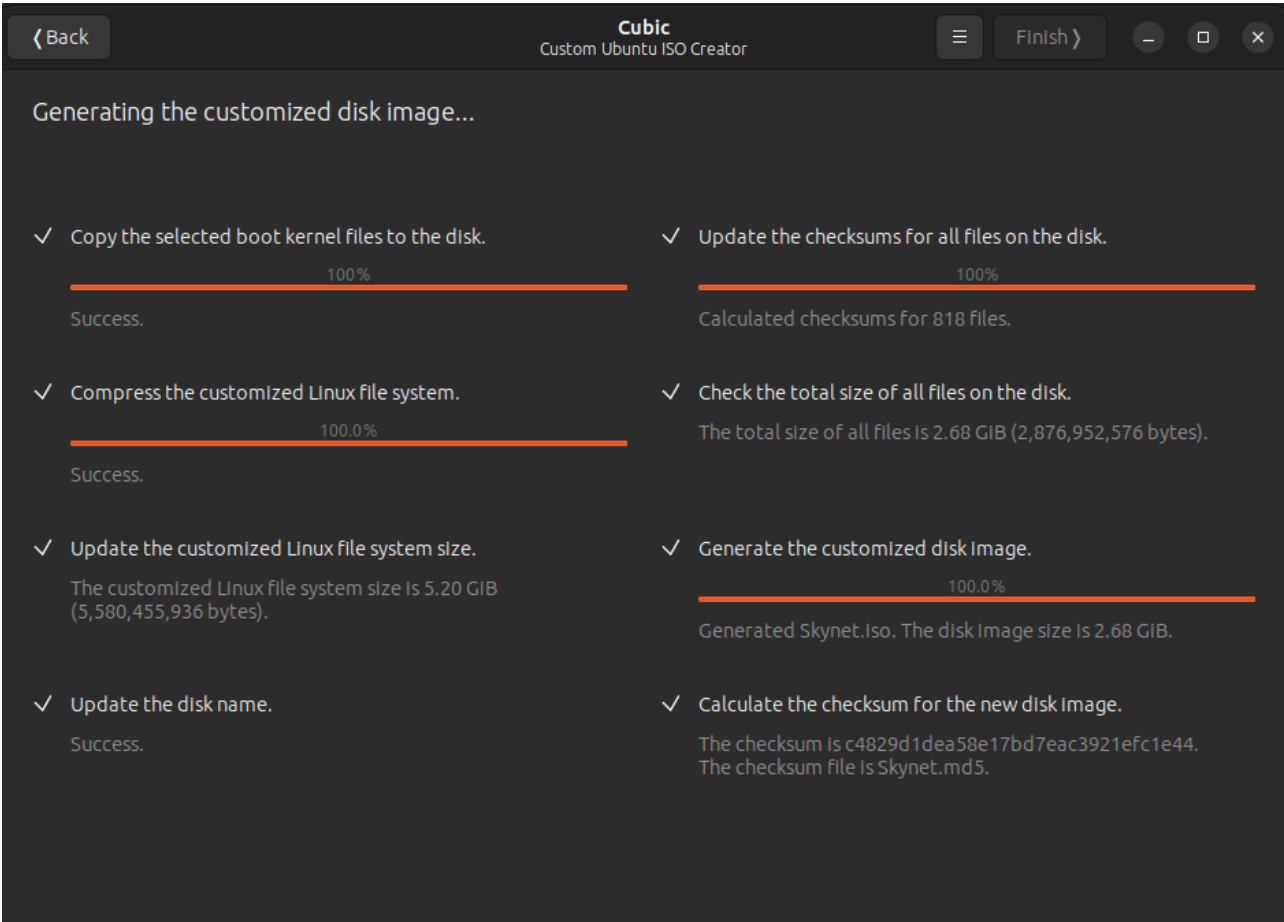 ❬Back
Cubic
Custom Ubuntu ISO Creator
Finish❭
Generating the customized disk image...
Copy the selected boot kernel files to the disk.
100%
Success.
Compress the customized Linux file system.
100.0%
Success.
Update the customized Linux file system size.
The customized Linux file system size is 5.20 GiB
(5,580,455,936 bytes).
Update the disk name.
Success.
Update the checksums for all files on the disk.
100%
Calculated checksums for 818 files.
Check the total size of all files on the disk.
The total size of all files is 2.68 GiB (2,876,952,576 bytes).
Generate the customized disk image.
100.0%
Generated Skynet.iso. The disk image size is 2.68 GiB.
Calculate the checksum for the new disk image.
The checksum is c4829d1dea58e17bd7eac3921efc1e44.
The checksum file is Skynet.md5.